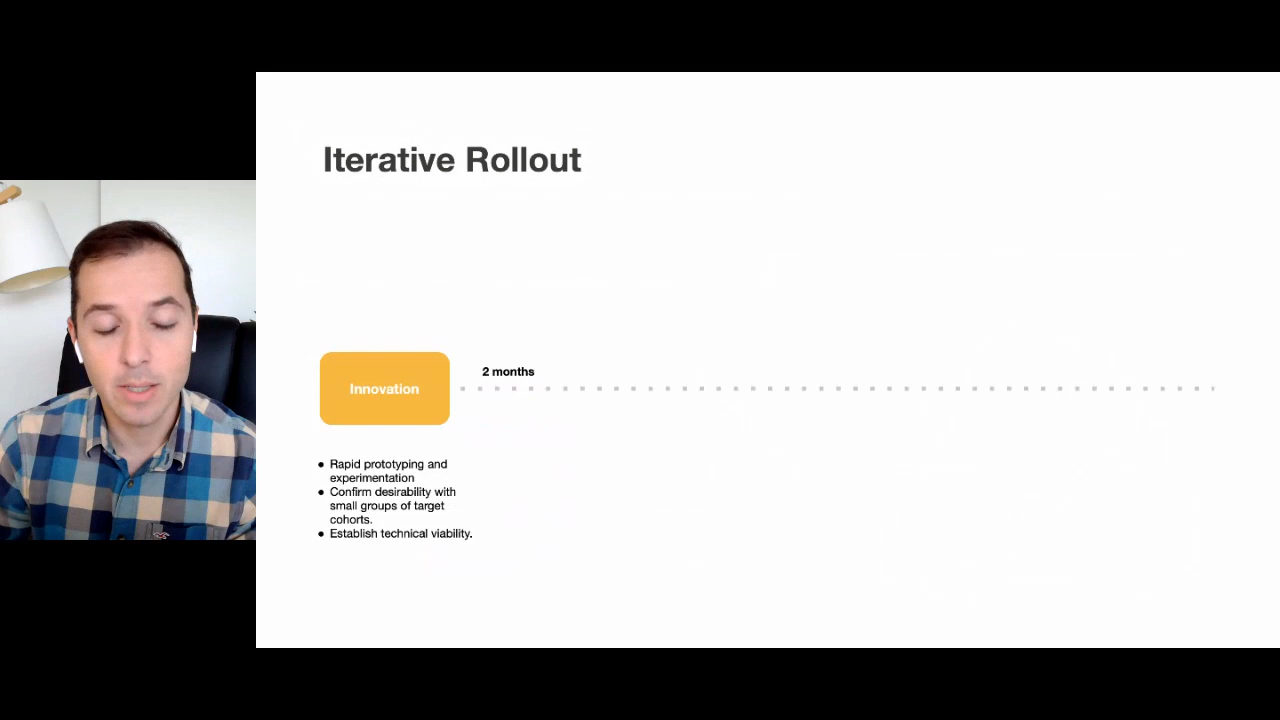 Iterative Rollout
Innovation
2 months
● Rapid prototyping and
experimentation
● Confirm desirability with
small groups of target
cohorts.
● Establish technical viability.